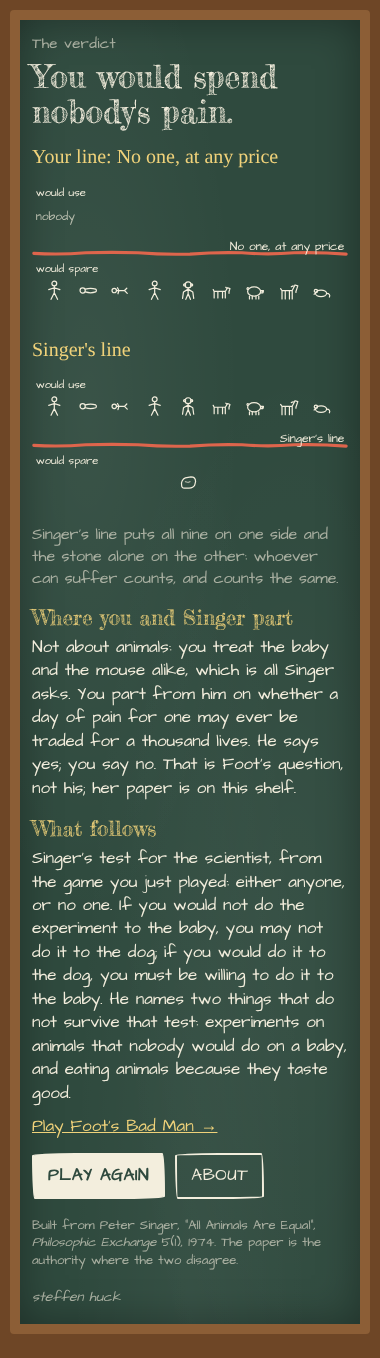 The verdict
You would spend
nobody's pain.
Your line: No one, at any price
would use
nobody
No one, at any price
would spare
Singer's line
would use
Singer's line
would spare
Singer's line puts all nine on one side and
the stone alone on the other: whoever
can suffer counts, and counts the same.
Where you and Singer part
Not about animals: you treat the baby
and the mouse alike, which is all Singer
asks. You part from him on whether a
day of pain for one may ever be
traded for a thousand lives. He says
yes; you say no. That is Foot's question,
not his; her paper is on this shelf.
What follows
Singer's test for the scientist, from
the game you just played: either anyone,
or no one. If you would not do the
experiment to the baby, you may not
do it to the dog; if you would do it to
the dog, you must be willing to do it to
the baby. He names two things that do
not survive that test: experiments on
animals that nobody would do on a baby,
and eating animals because they taste
good.
Play Foot's Bad Man →
PLAY AGAIN
ABOUT
Built from Peter Singer, "All Animals Are Equal",
Philosophic Exchange 5(1), 1974. The paper is the
authority where the two disagree.
steffen huck